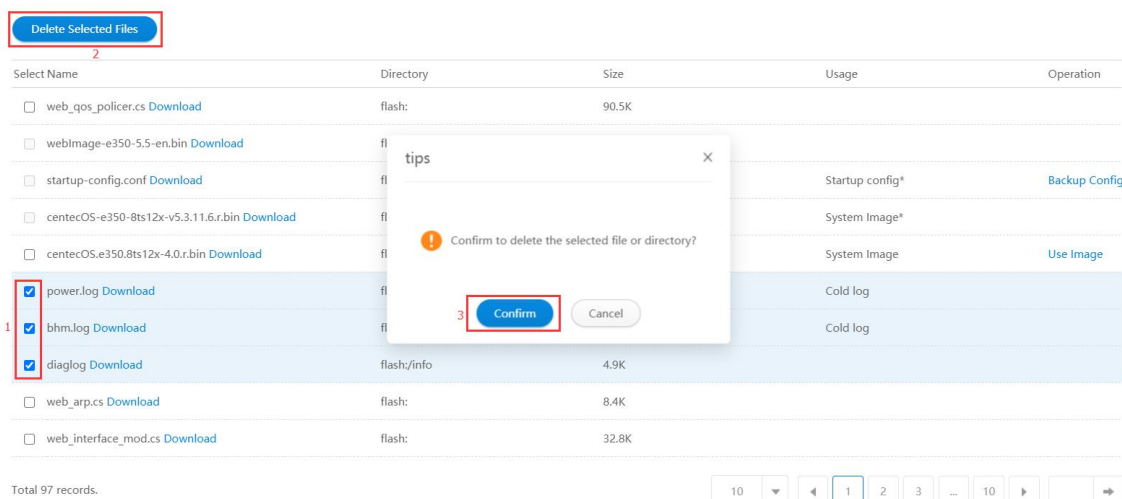 Delete Selected Files
2
Select Name Directory Size Usage Operation
web_qos_policer.cs Download flash: 90.5K
webImage-e350-5.5-en.bin Download fl
tips
startup-config.conf Download fl Startup config* Backup Config
centecOS-e350-8ts12x-v5.3.11.6.r.bin Download fl System Image*
Confirm to delete the selected file or directory?
centecOS.e350.8ts12x-4.0.r.bin Download fl System Image Use Image
power.log Download fl Cold log
3 Confirm Cancel
1 bhm.log Download fl Cold log
diaglog Download flash:/info 4.9K
web_arp.cs Download flash: 8.4K
web_interface_mod.cs Download flash: 32.8K
Total 97 records. 10 1 2 3 ... 10